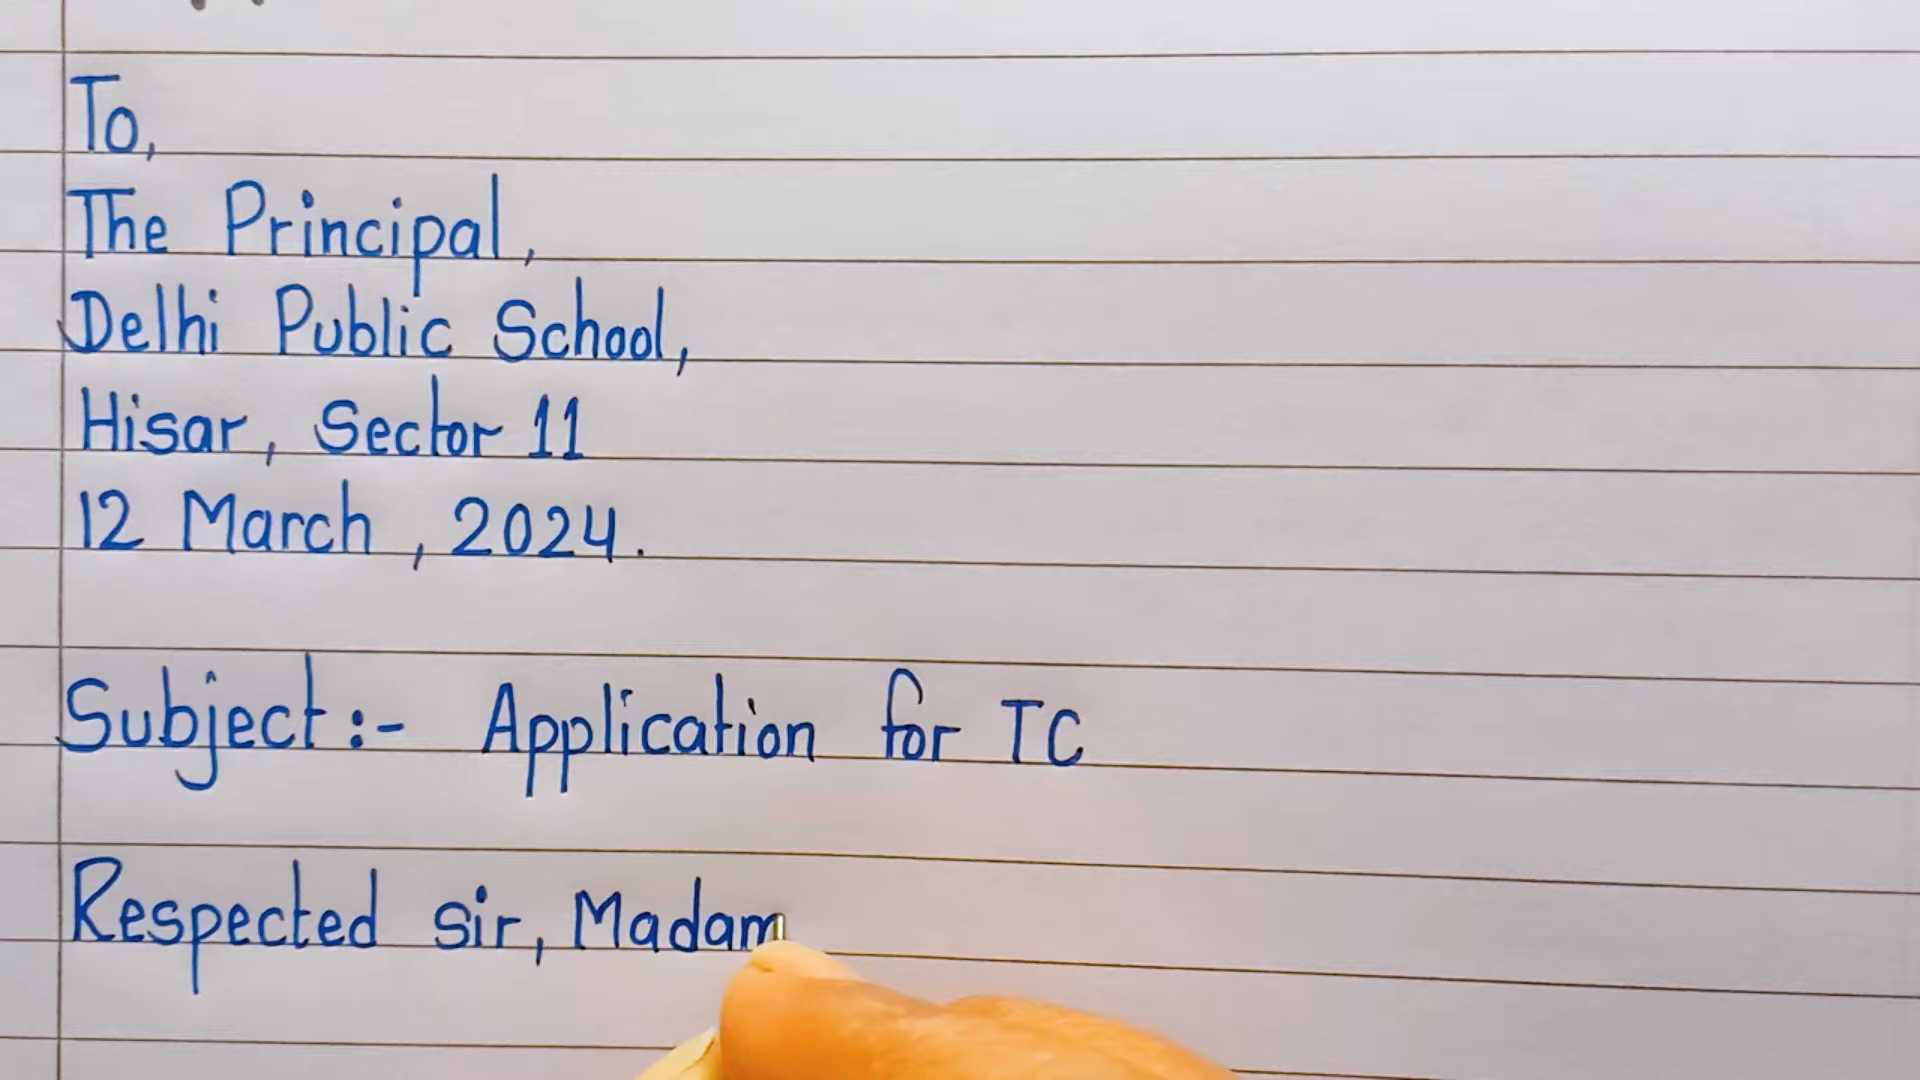 To,
The Principal,
Delhi Public School,
Hisar, Sector 11
12 March, 2024.
Subject:- Application for TC
Respected sir, Madam